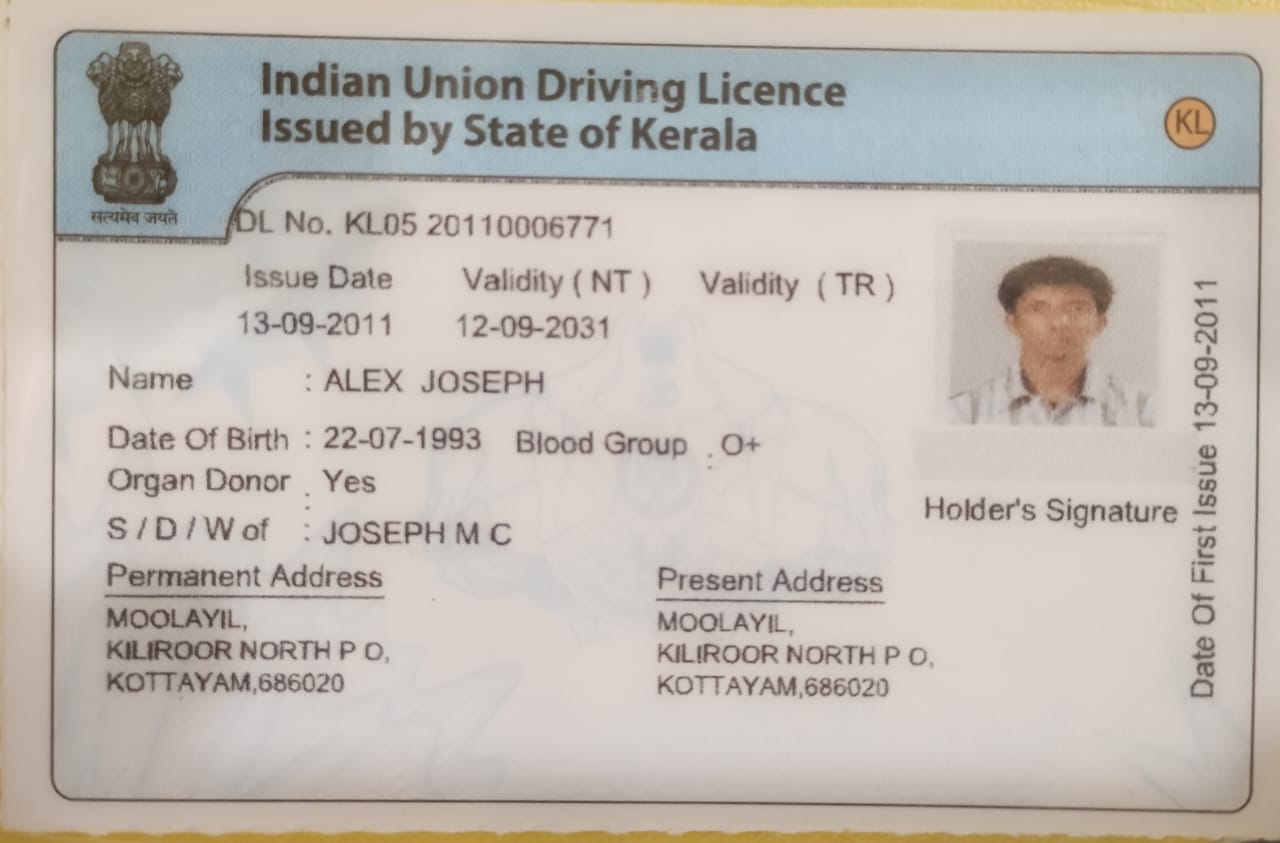 Indian Union Driving Licence
Issued by State of Kerala
KL
सत्यमेव जयते
DL No. KL05 20110006771
Issue Date Validity ( NT ) Validity ( TR )
13-09-2011 12-09-2031
Name : ALEX JOSEPH
Date Of Birth : 22-07-1993 Blood Group : O+
Organ Donor : Yes
S / D / W of : JOSEPH M C
Holder's Signature
Date Of First Issue 13-09-2011
Permanent Address
MOOLAYIL,
KILIROOR NORTH P O,
KOTTAYAM,686020
Present Address
MOOLAYIL,
KILIROOR NORTH P O,
KOTTAYAM,686020